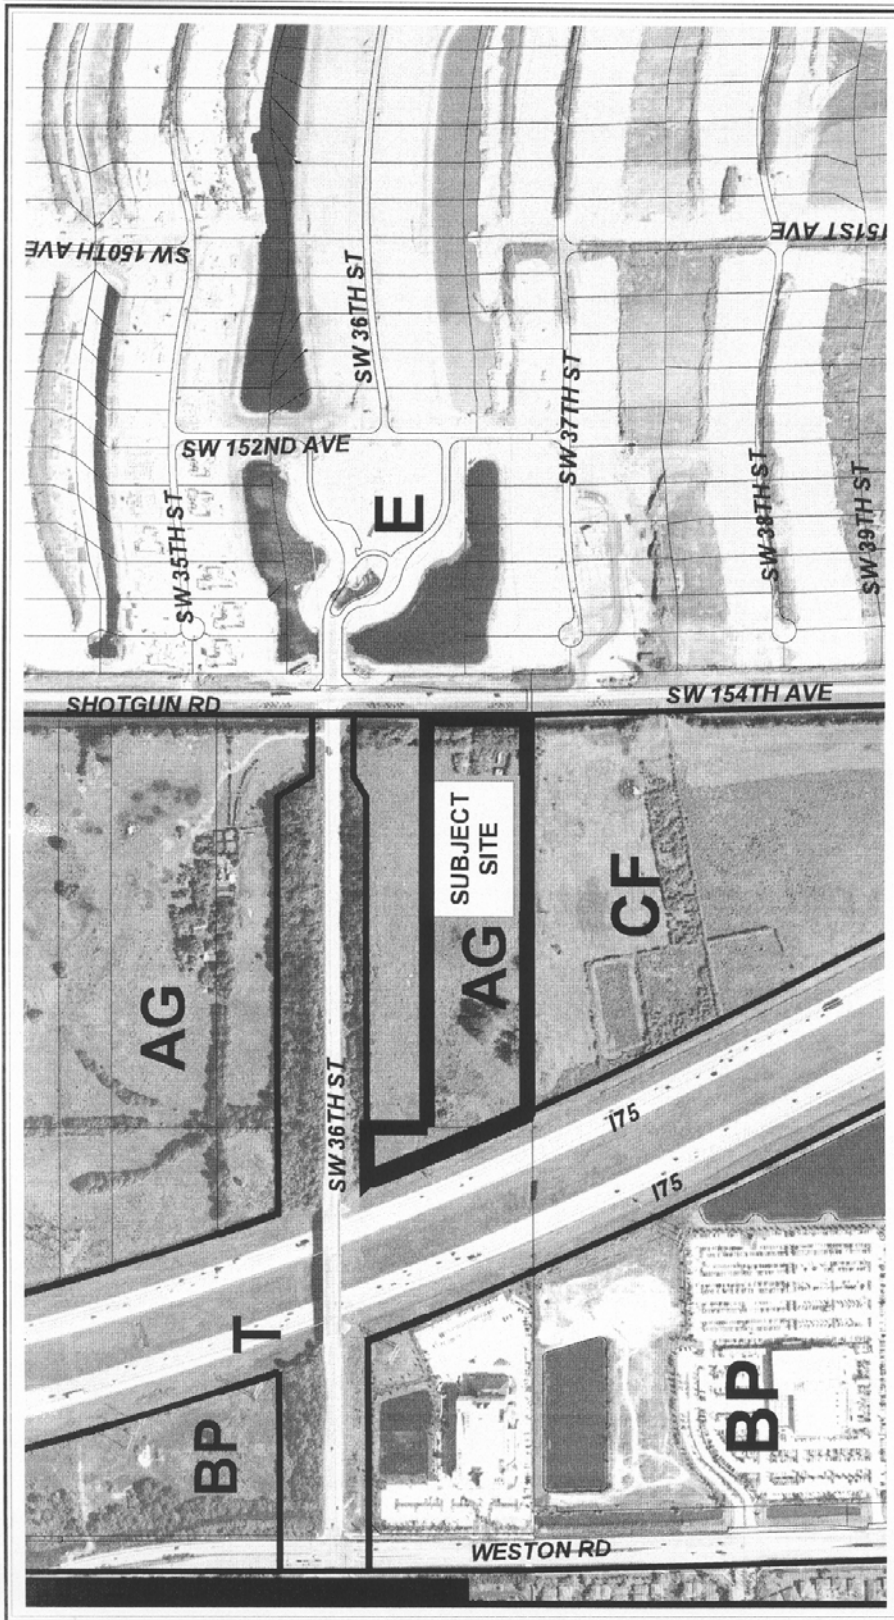 SW 150TH AVE
151ST AVE
SW 36TH ST
SW 152ND AVE
SW 37TH ST
SW 35TH ST
E
SW 38TH ST
SW 39TH ST
SHOTGUN RD
SW 154TH AVE
SUBJECT
SITE
CF
AG
AG
SW 36TH ST
I75
I75
T
BP
BP
WESTON RD